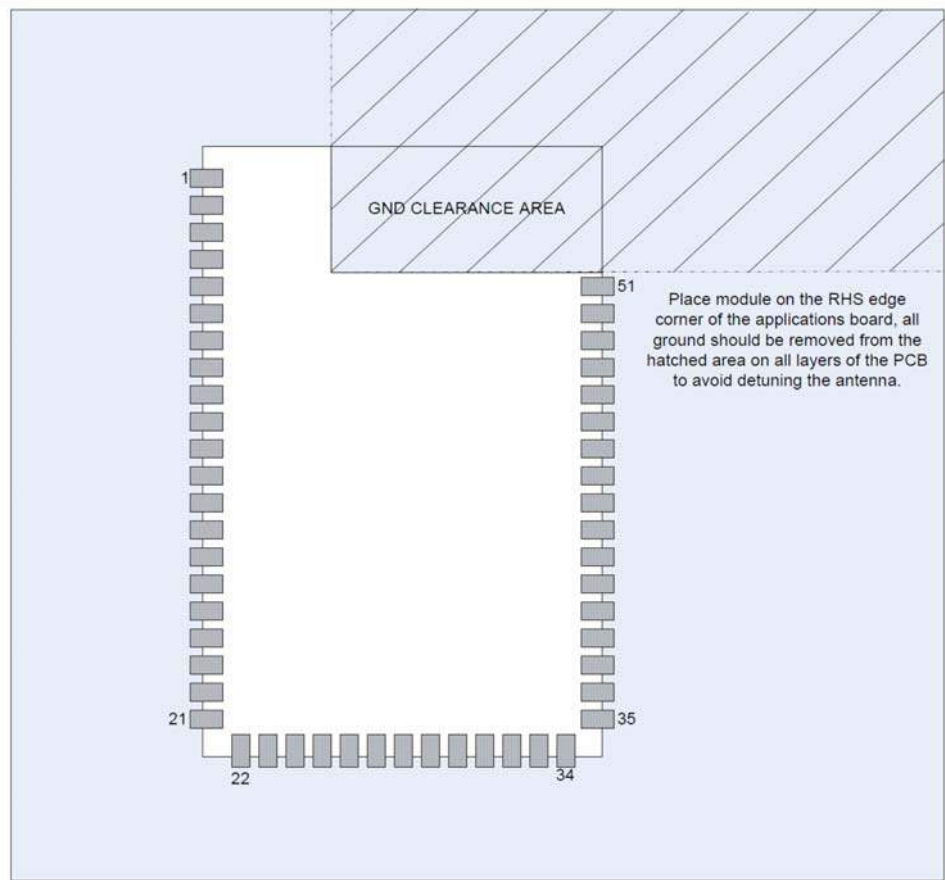 1
GND CLEARANCE AREA
51
Place module on the RHS edge
corner of the applications board, all
ground should be removed from the
hatched area on all layers of the PCB
to avoid detuning the antenna.
21
35
22
34